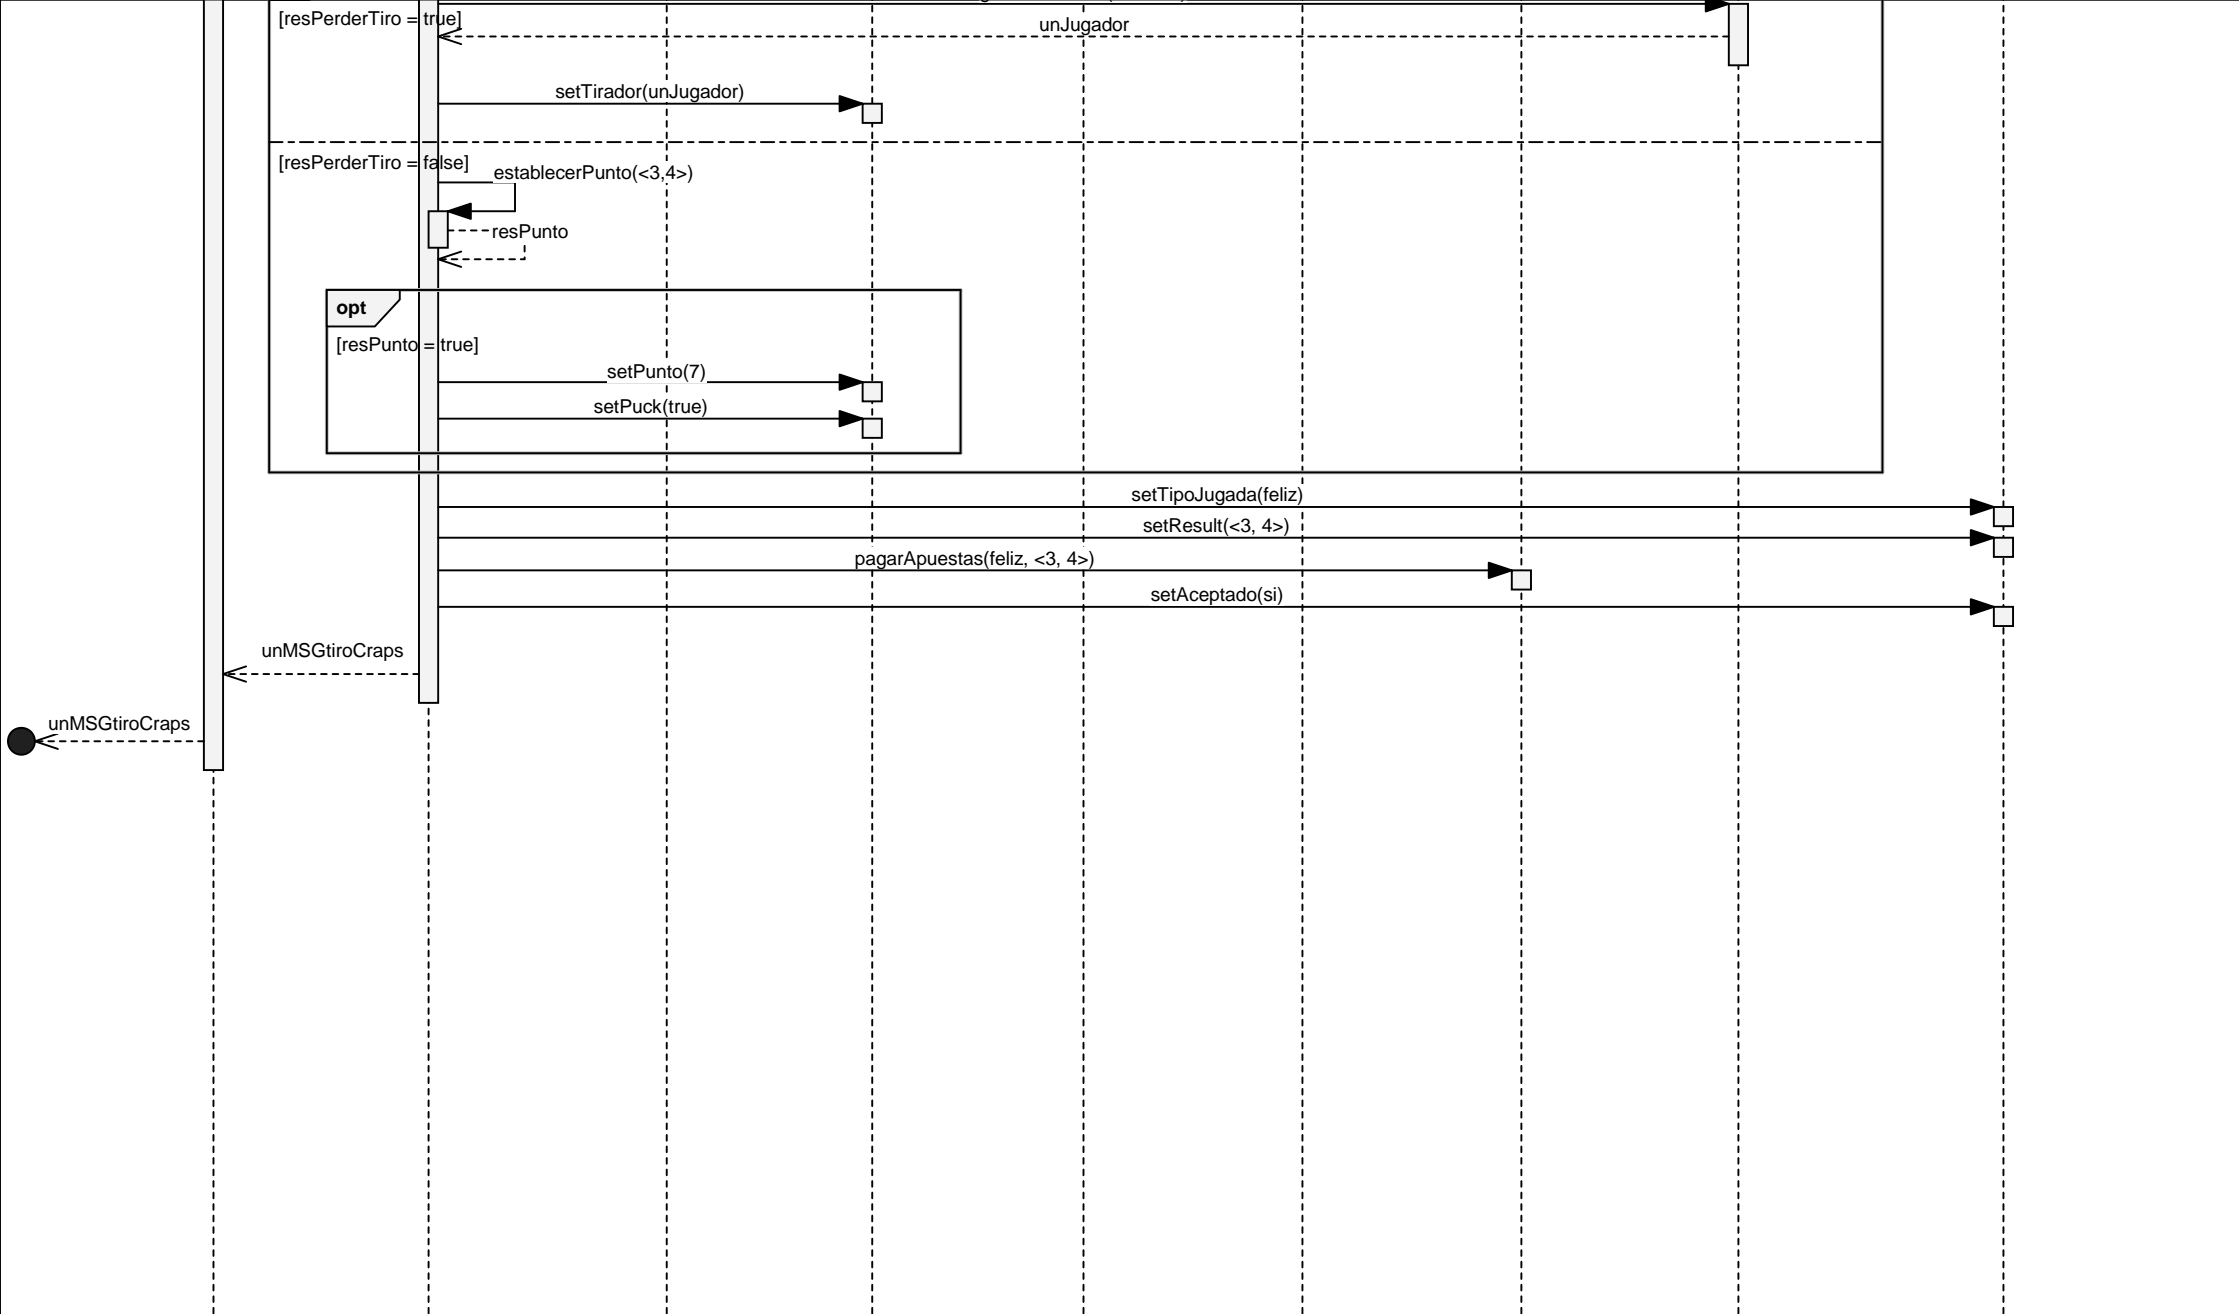 [resPerderTiro = true]
unJugador
setTirador(unJugador)
[resPerderTiro = false]
establecerPunto(<3,4>)
resPunto
opt
[resPunto = true]
setPunto(7)
setPuck(true)
setTipoJugada(feliz)
setResult(<3, 4>)
pagarApuestas(feliz, <3, 4>)
setAceptado(si)
unMSGtiroCraps
unMSGtiroCraps